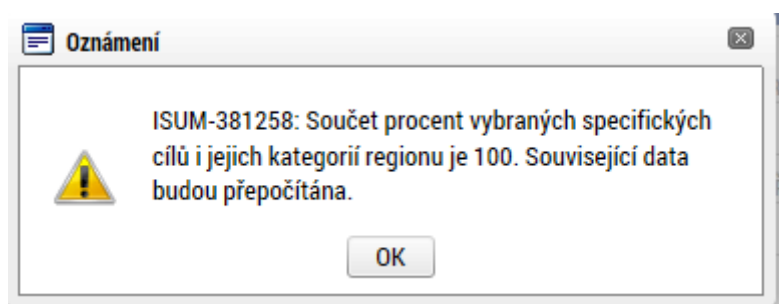 Oznámení
ISUM-381258: Součet procent vybraných specifických
cílů i jejich kategorií regionu je 100. Související data
budou přepočítána.
OK